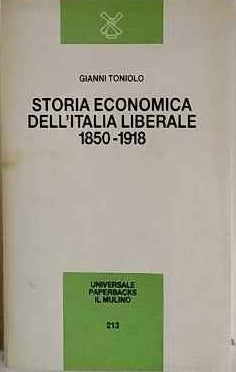 GIANNI TONIOLO
STORIA ECONOMICA
DELL'ITALIA LIBERALE
1850-1918
UNIVERSALE
PAPERBACKS
IL MULINO
213